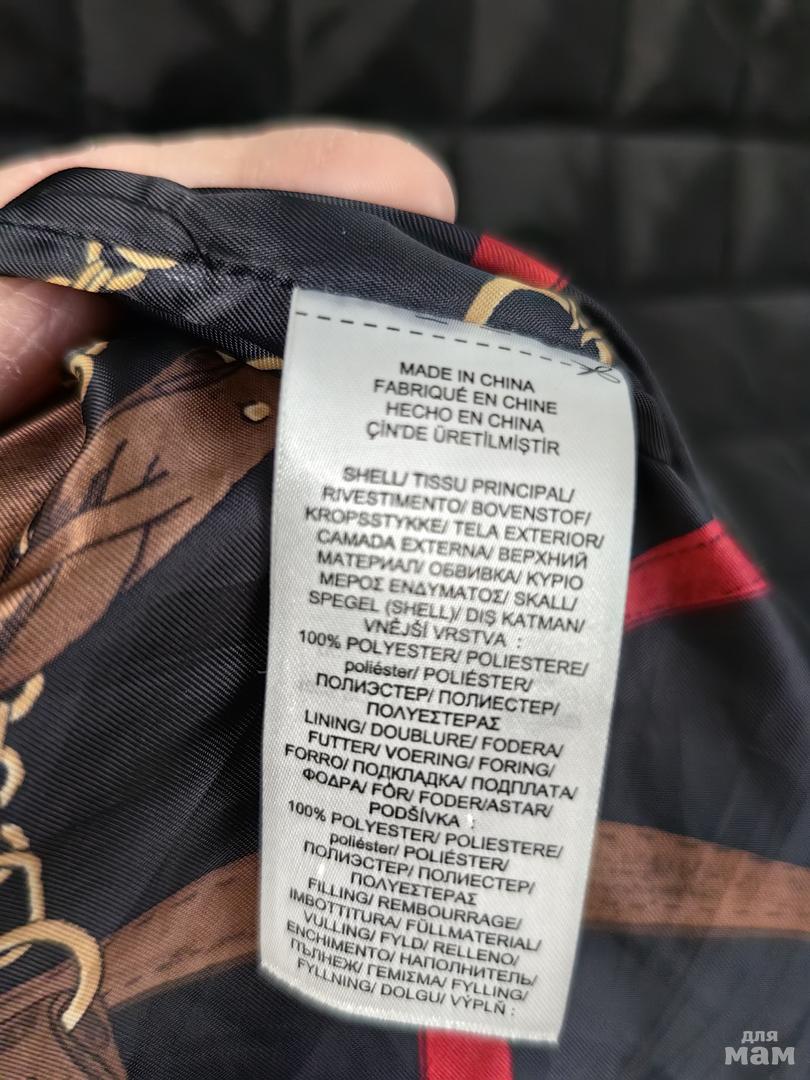 MADE IN CHINA
FABRIQUÉ EN CHINE
HECHO EN CHINA
ÇİN'DE ÜRETİLMİŞTİR
SHELL/ TISSU PRINCIPAL/
RIVESTIMENTO/ BOVENSTOF/
KROPSSTYKKE/ TELA EXTERIOR/
CAMADA EXTERNA/ ВЕРХНИЙ
МАТЕРИАЛ/ ОБВИВКА/ ΚΥΡΙΟ
ΜΕΡΟΣ ΕΝΔΥΜΑΤΟΣ/ SKALL/
SPEGEL (SHELL)/ DIŞ KATMAN/
VNĚJŠÍ VRSTVA :
100% POLYESTER/ POLIESTERE/
poliéster/ POLIÉSTER/
ПОЛИЭСТЕР/ ПОЛИЕСТЕР/
ΠΟΛΥΕΣΤΕΡΑΣ
LINING/ DOUBLURE/ FODERA/
FUTTER/ VOERING/ FORING/
FORRO/ ПОДКЛАДКА/ ПОДПЛАТА/
ΦΟΔΡΑ/ FÓR/ FODER/ASTAR/
PODŠÍVKA :
100% POLYESTER/ POLIESTERE/
poliéster/ POLIÉSTER/
ПОЛИЭСТЕР/ ПОЛИЕСТЕР/
ΠΟΛΥΕΣΤΕΡΑΣ
FILLING/ REMBOURRAGE/
IMBOTTITURA/ FÜLLMATERIAL/
VULLING/ FYLD/ RELLENO/
ENCHIMENTO/ НАПОЛНИТЕЛЬ/
ПЪЛНЕЖ/ ΓΕΜΙΣΜΑ/ FYLLING/
FYLLNING/ DOLGU/ VÝPLŇ :
для
мам